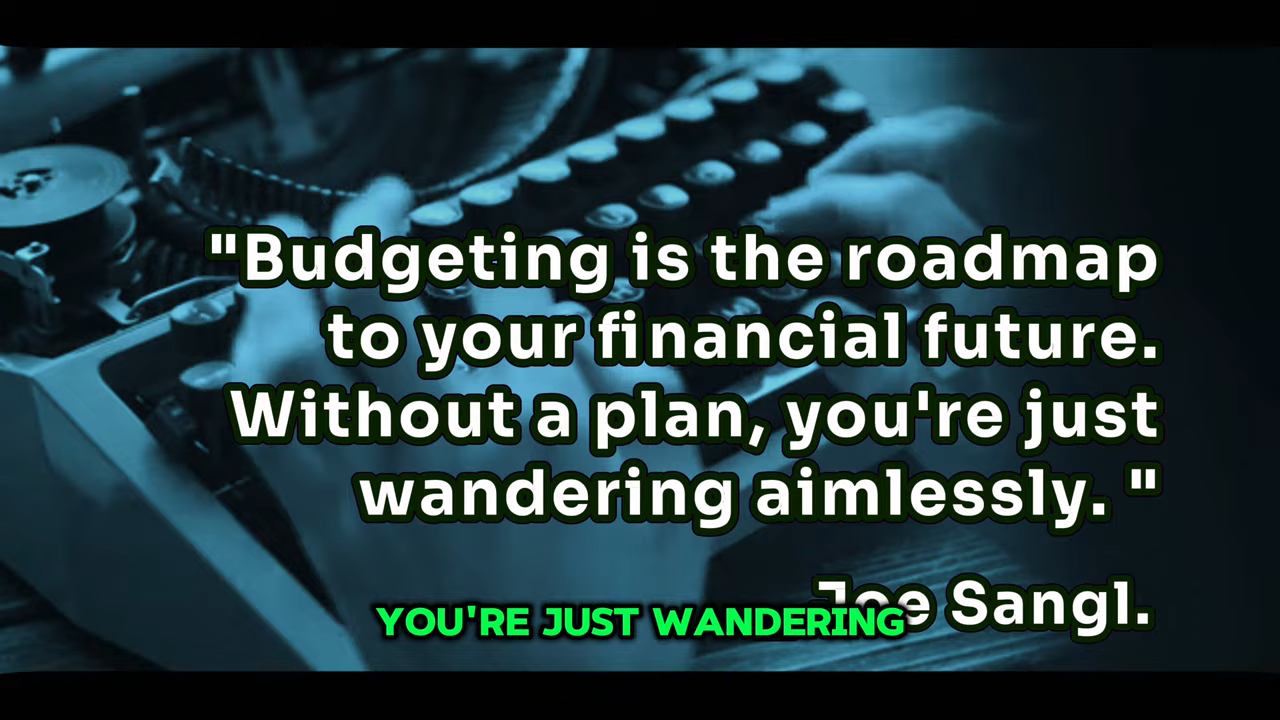 "Budgeting is the roadmap
to your financial future.
Without a plan, you're just
wandering aimlessly. "
Joe Sangl.
YOU'RE JUST WANDERING